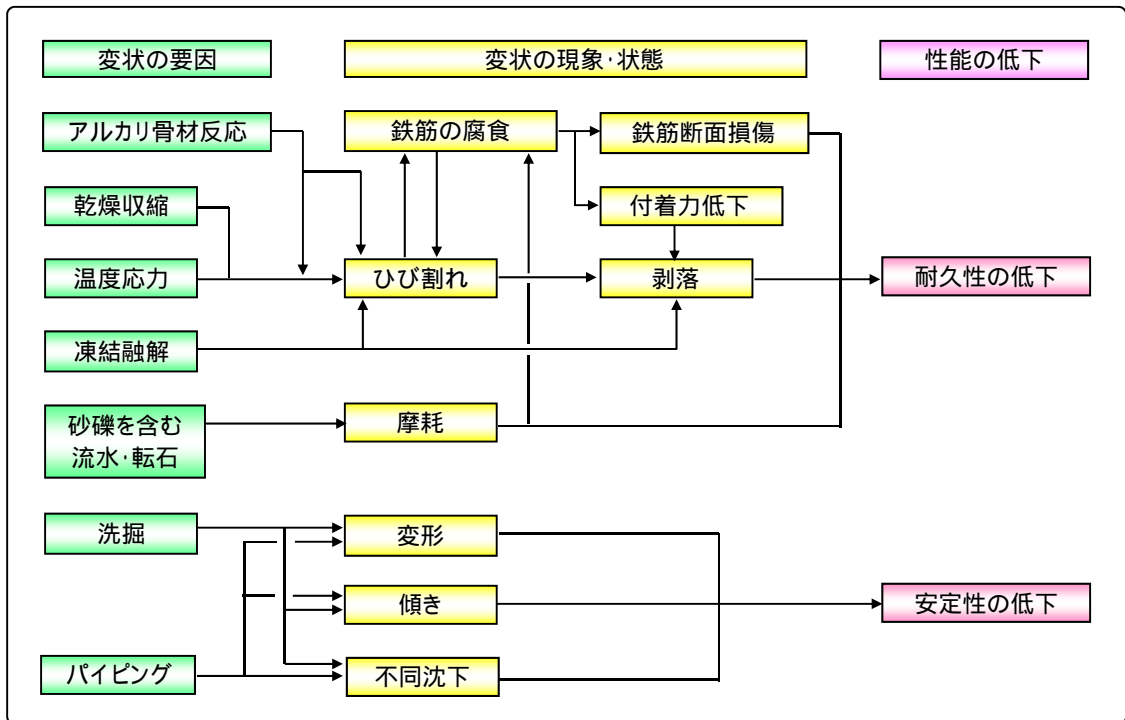 変状の要因
変状の現象・状態
性能の低下
アルカリ骨材反応
鉄筋の腐食
鉄筋断面損傷
乾燥収縮
付着力低下
温度応力
ひび割れ
剥落
耐久性の低下
凍結融解
砂礫を含む
流水・転石
摩耗
洗掘
変形
傾き
安定性の低下
パイピング
不同沈下